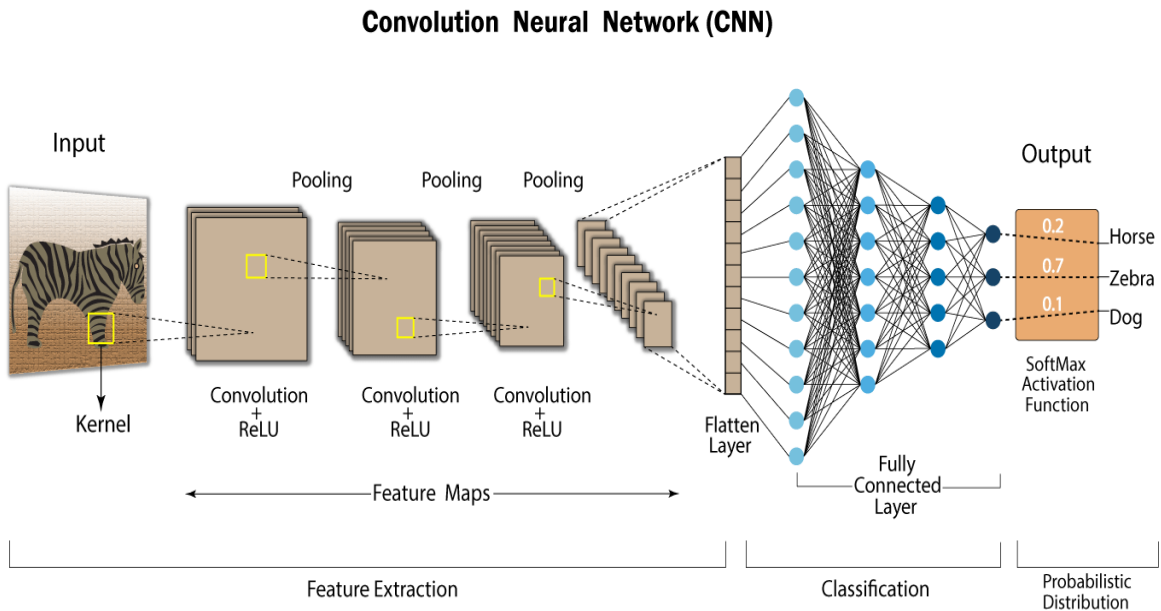 Convolution Neural Network (CNN)
Input
Output
Pooling
Pooling
Pooling
0.2
Horse
0.7
Zebra
0.1
Dog
Kernel
Convolution
+
ReLU
Convolution
+
ReLU
Convolution
+
ReLU
Flatten
Layer
SoftMax
Activation
Function
Feature Maps
Fully
Connected
Layer
Feature Extraction
Classification
Probabilistic
Distribution